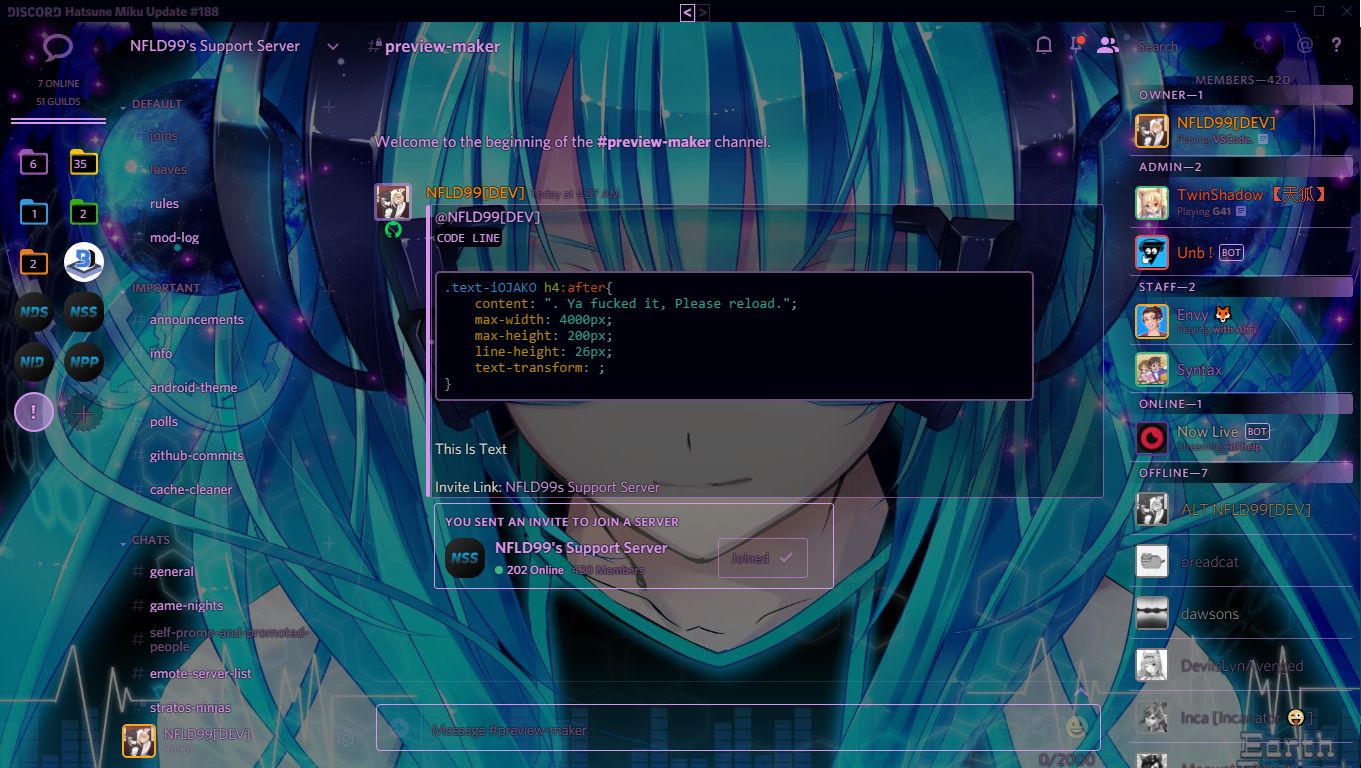 DISCORD Hatsune Miku Update #188
< >
7 ONLINE
51 GUILDS
6
35
1
2
2
NDS
NSS
NID
NPP
!
NFLD99's Support Server
DEFAULT
# joins
# leaves
# rules
# mod-log
IMPORTANT
# announcements
# info
# android-theme
# polls
# github-commits
# cache-cleaner
CHATS
# general
# game-nights
# self-promo-and-promoted-
people
# emote-server-list
# stratos-ninjas
NFLD99[DEV]
# preview-maker
Search
@ ?
Welcome to the beginning of the #preview-maker channel.
NFLD99[DEV] Today at 4:37 AM
@NFLD99[DEV]
CODE LINE
.text-iOJAKO h4:after{
content: ". Ya fucked it, Please reload.";
max-width: 4000px;
max-height: 200px;
line-height: 26px;
text-transform: ;
}
This Is Text
Invite Link: NFLD99s Support Server
YOU SENT AN INVITE TO JOIN A SERVER
NSS
NFLD99's Support Server
202 Online 420 Members
Joined
Message #preview-maker
0/2000
MEMBERS—420
OWNER—1
NFLD99[DEV]
Playing VSCode.
ADMIN—2
TwinShadow 【天狐】
Playing G41
Unb ! BOT
STAFF—2
Envy 🦊
Playing with Ahri
Syntax
ONLINE—1
Now Live BOT
Streaming -nl help
OFFLINE—7
ALT NFLD99[DEV]
breadcat
dawsons
DevilsLynAvenged
Inca [Incariator 😜]
Earth